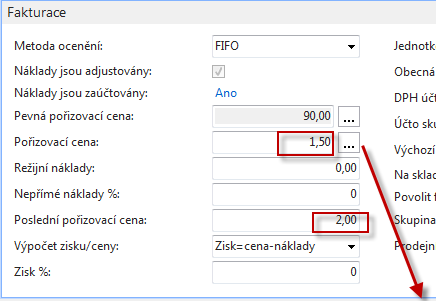 Fakturace
Metoda ocenění: FIFO Jednotk
Náklady jsou adjustovány: Obecná
Náklady jsou zaúčtovány: Ano DPH účt
Pevná pořizovací cena: 90,00 ... Účto sku
Pořizovací cena: 1,50 ... Výchozí
Režijní náklady: 0,00 Na sklad
Nepřímé náklady %: 0 Povolit f
Poslední pořizovací cena: 2,00 Skupina
Výpočet zisku/ceny: Zisk=cena-náklady Prodejn
Zisk %: 0